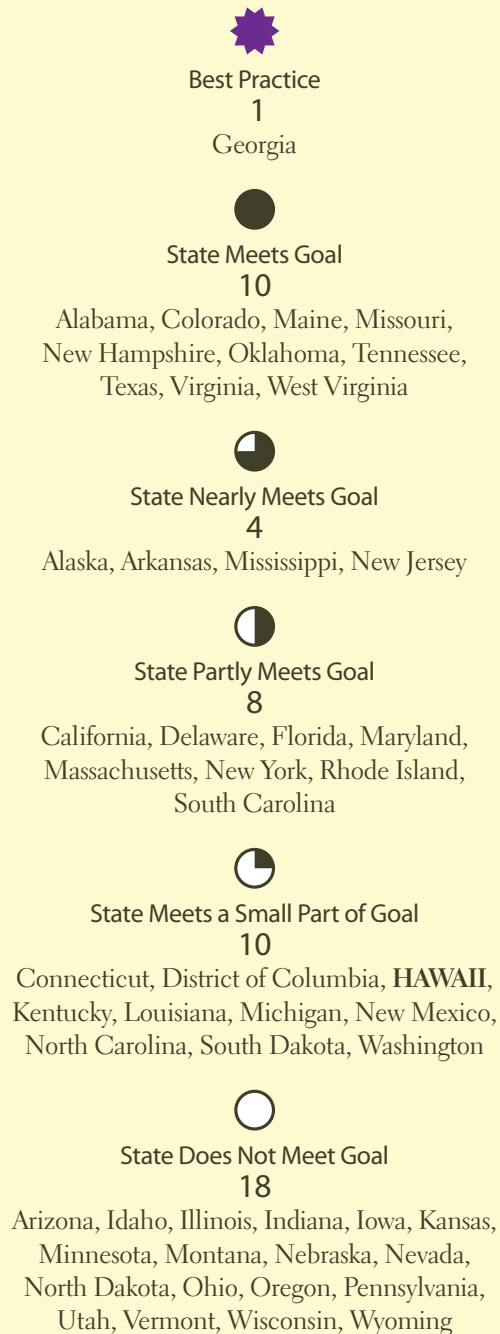 Best Practice
1
Georgia
State Meets Goal
10
Alabama, Colorado, Maine, Missouri,
New Hampshire, Oklahoma, Tennessee,
Texas, Virginia, West Virginia
State Nearly Meets Goal
4
Alaska, Arkansas, Mississippi, New Jersey
State Partly Meets Goal
8
California, Delaware, Florida, Maryland,
Massachusetts, New York, Rhode Island,
South Carolina
State Meets a Small Part of Goal
10
Connecticut, District of Columbia, HAWAII,
Kentucky, Louisiana, Michigan, New Mexico,
North Carolina, South Dakota, Washington
State Does Not Meet Goal
18
Arizona, Idaho, Illinois, Indiana, Iowa, Kansas,
Minnesota, Montana, Nebraska, Nevada,
North Dakota, Ohio, Oregon, Pennsylvania,
Utah, Vermont, Wisconsin, Wyoming